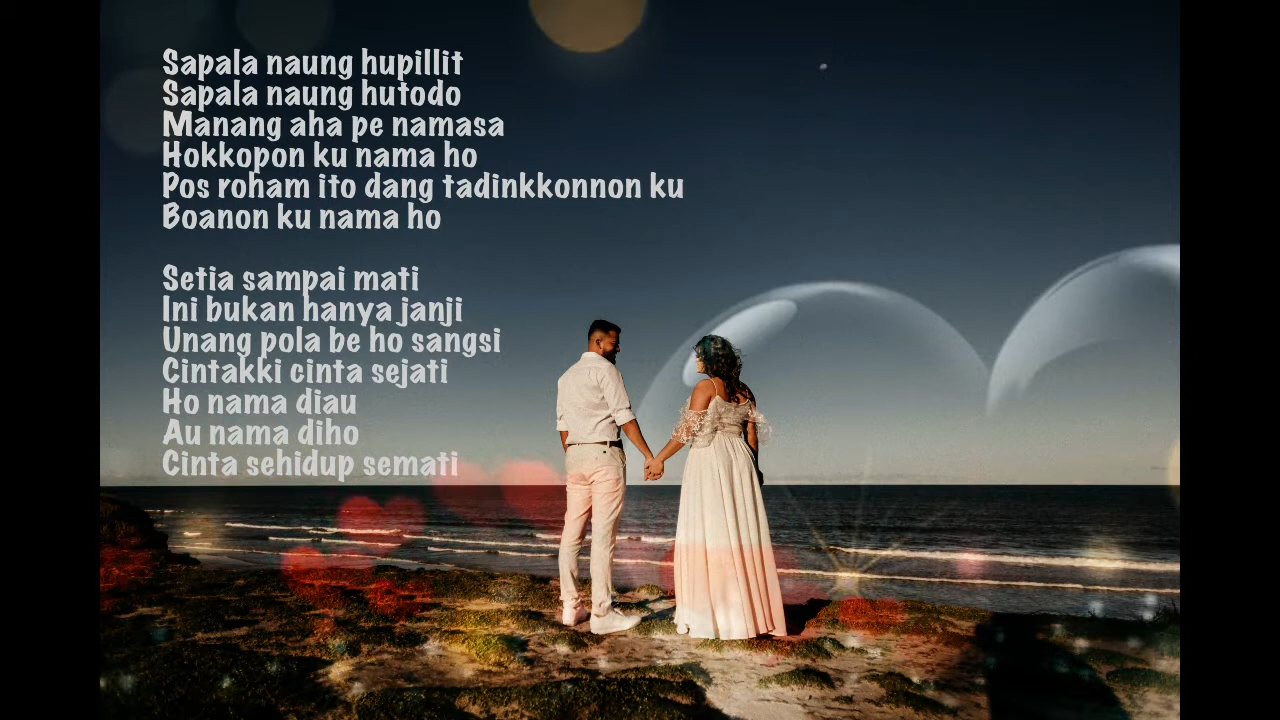 Sapala naung hupillit
Sapala naung hutodo
Manang aha pe namasa
Hokkopon ku nama ho
Pos roham ito dang tadinkkonnon ku
Boanon ku nama ho
Setia sampai mati
Ini bukan hanya janji
Unang pola be ho sangsi
Cintakki cinta sejati
Ho nama diau
Au nama diho
Cinta sehidup semati